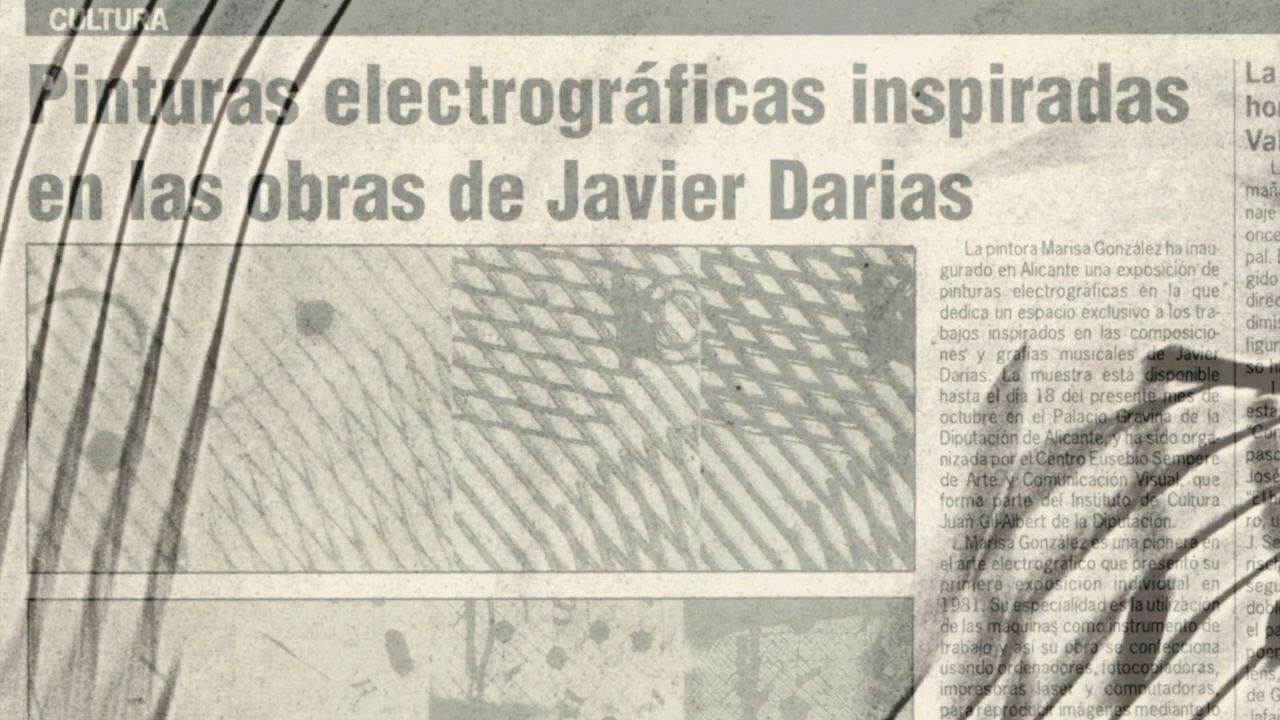 CULTURA
Pinturas electrográficas inspiradas
en las obras de Javier Darias
La pintora Marisa González ha inau-
gurado en Alicante una exposición de
pinturas electrográficas en la que
dedica un espacio exclusivo a los tra-
bajos inspirados en las composicio-
nes y grafías musicales de Javier
Darias. La muestra está disponible
hasta el día 18 del presente mes de
octubre en el Palacio Gravina de la
Diputación de Alicante, y ha sido orga-
nizada por el Centro Eusebio Sempere
de Arte y Comunicación Visual, que
forma parte del Instituto de Cultura
Juan Gil-Albert de la Diputación.
Marisa González es una pionera en
el arte electrográfico que presentó su
primera exposición individual en
1981. Su especialidad es la utilización
de las máquinas como instrumento de
trabajo y así su obra se confecciona
usando ordenadores, fotocopiadoras,
impresoras láser y computadoras,
para reproducir imágenes mediante lo
La